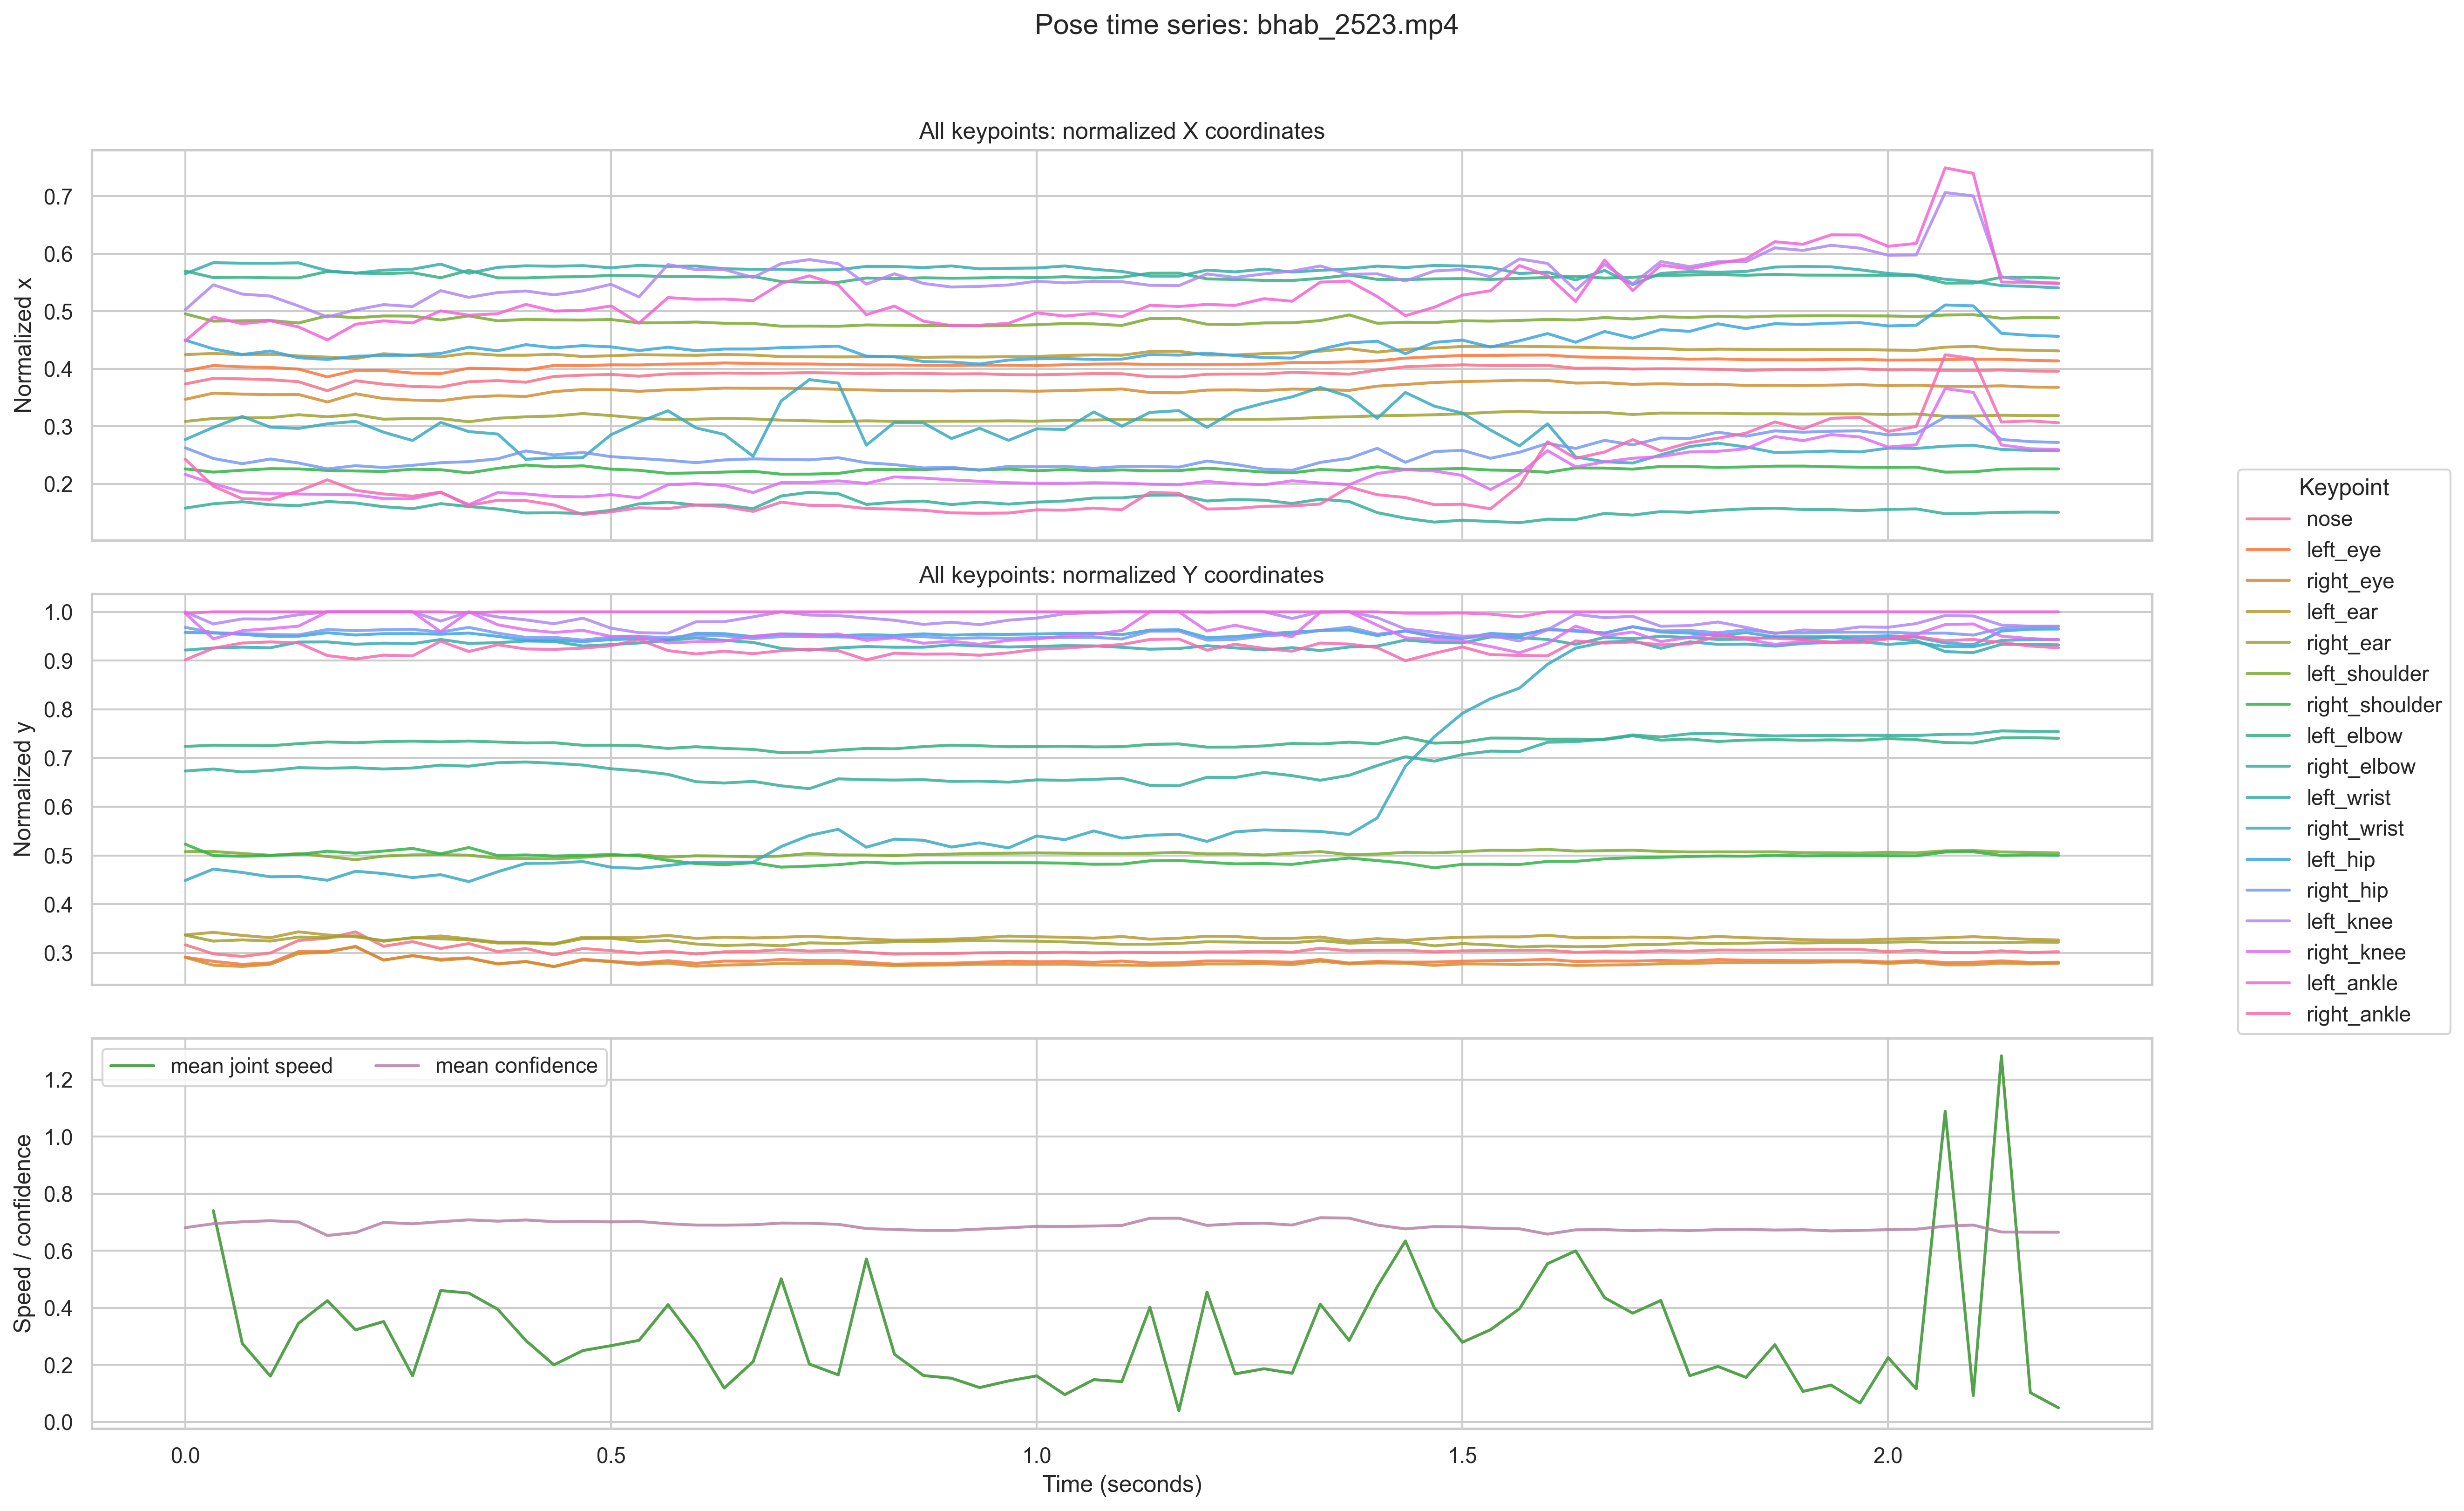 Pose time series: bhab_2523.mp4
All keypoints: normalized X coordinates
Normalized x
0.7
0.6
0.5
0.4
0.3
0.2
All keypoints: normalized Y coordinates
Normalized y
1.0
0.9
0.8
0.7
0.6
0.5
0.4
0.3
Keypoint
nose
left_eye
right_eye
left_ear
right_ear
left_shoulder
right_shoulder
left_elbow
right_elbow
left_wrist
right_wrist
left_hip
right_hip
left_knee
right_knee
left_ankle
right_ankle
mean joint speed mean confidence
Speed / confidence
1.2
1.0
0.8
0.6
0.4
0.2
0.0
0.0 0.5 1.0 1.5 2.0
Time (seconds)